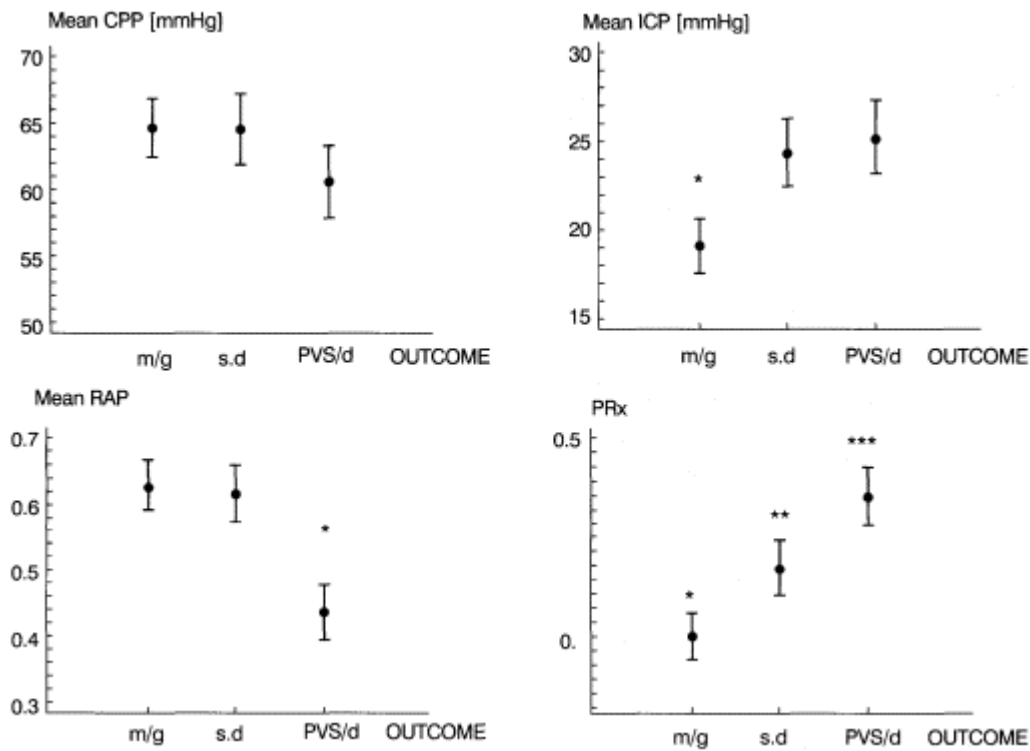 Mean CPP [mmHg]
70
65
60
55
50
m/g s.d PVS/d OUTCOME
Mean ICP [mmHg]
30
25
20
15
*
m/g s.d PVS/d OUTCOME
Mean RAP
0.7
0.6
0.5
0.4
0.3
*
m/g s.d PVS/d OUTCOME
PRx
0.5
0.
***
**
*
m/g s.d PVS/d OUTCOME